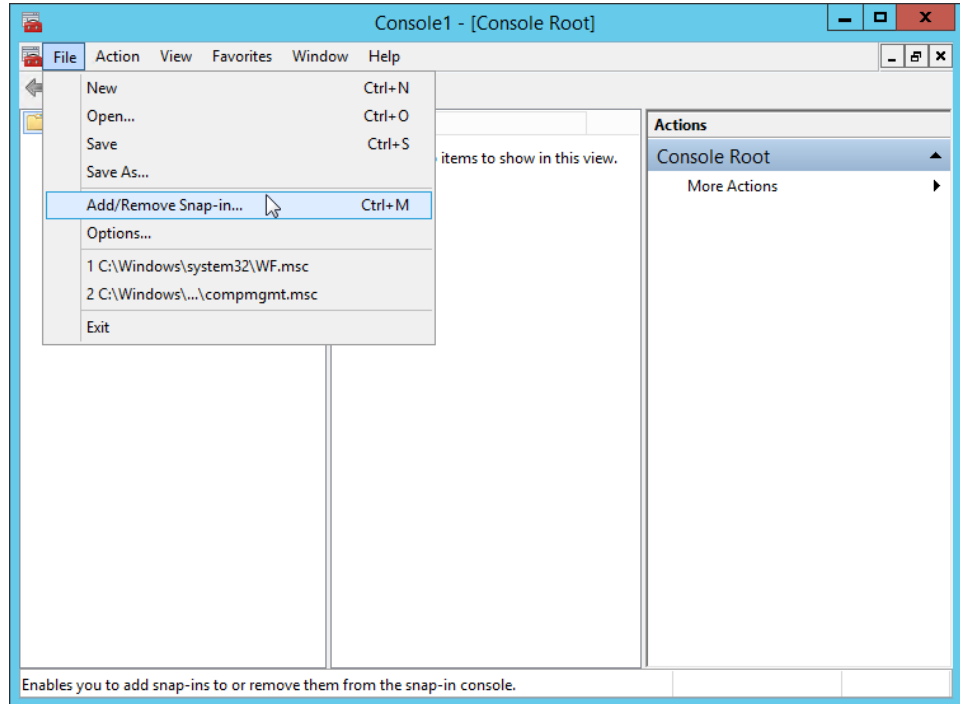 Console1 - [Console Root]
File Action View Favorites Window Help
New Ctrl+N
Open... Ctrl+O
Save Ctrl+S
Save As...
Add/Remove Snap-in... Ctrl+M
Options...
1 C:\Windows\system32\WF.msc
2 C:\Windows\...\compmgmt.msc
Exit
items to show in this view.
Actions
Console Root
More Actions
Enables you to add snap-ins to or remove them from the snap-in console.